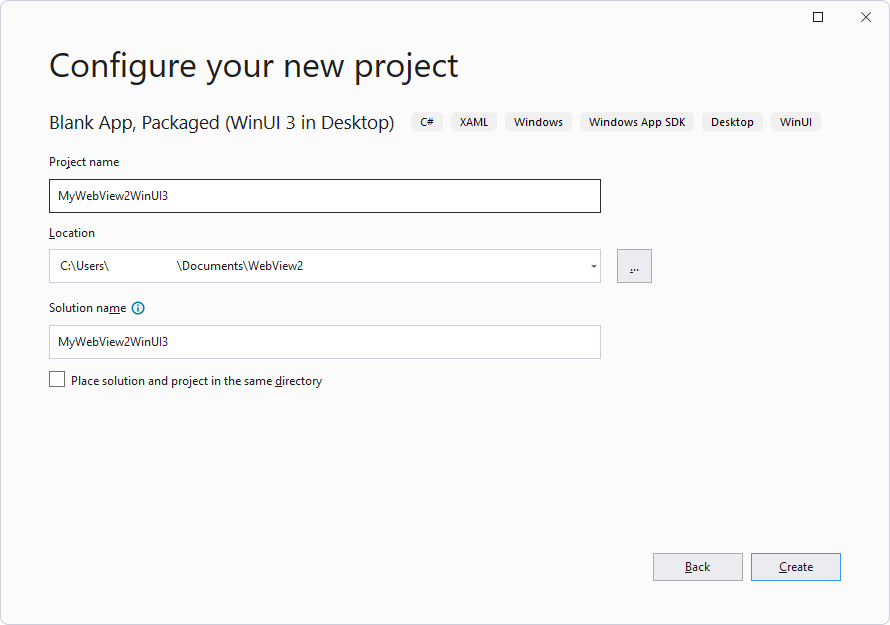 Configure your new project
Blank App, Packaged (WinUI 3 in Desktop) C# XAML Windows Windows App SDK Desktop WinUI
Project name
MyWebView2WinUI3
Location
C:\Users\ \Documents\WebView2
...
Solution name
MyWebView2WinUI3
Place solution and project in the same directory
Back Create